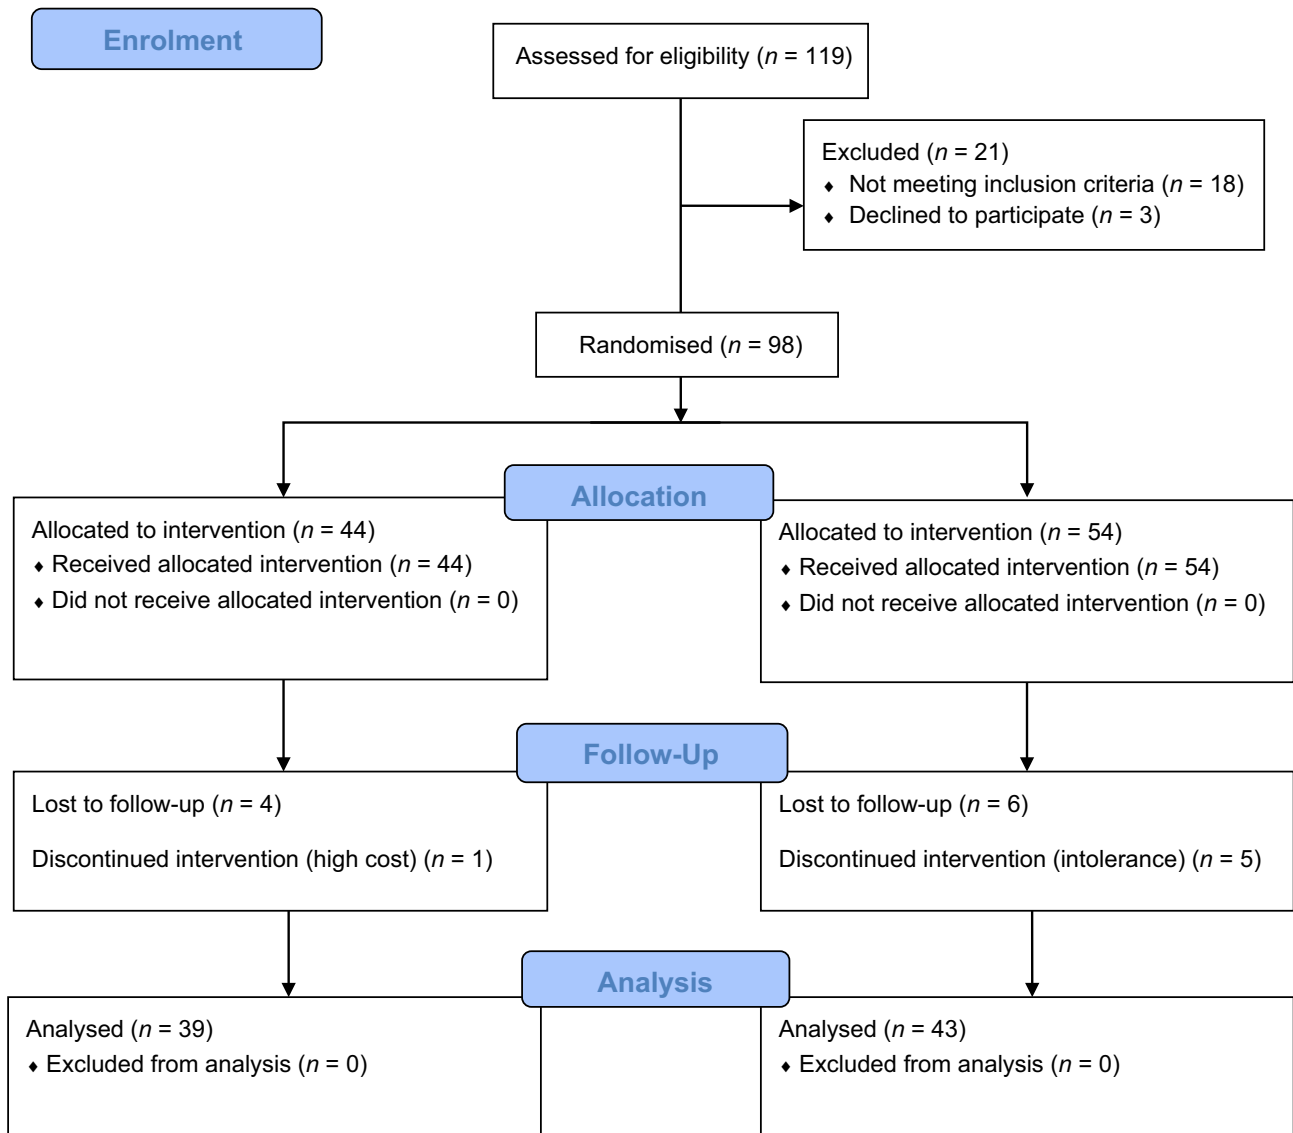 Enrolment
Assessed for eligibility (n = 119)
Excluded (n = 21)
♦ Not meeting inclusion criteria (n = 18)
♦ Declined to participate (n = 3)
Randomised (n = 98)
Allocation
Allocated to intervention (n = 44)
♦ Received allocated intervention (n = 44)
♦ Did not receive allocated intervention (n = 0)
Allocated to intervention (n = 54)
♦ Received allocated intervention (n = 54)
♦ Did not receive allocated intervention (n = 0)
Follow-Up
Lost to follow-up (n = 4)
Discontinued intervention (high cost) (n = 1)
Lost to follow-up (n = 6)
Discontinued intervention (intolerance) (n = 5)
Analysis
Analysed (n = 39)
♦ Excluded from analysis (n = 0)
Analysed (n = 43)
♦ Excluded from analysis (n = 0)